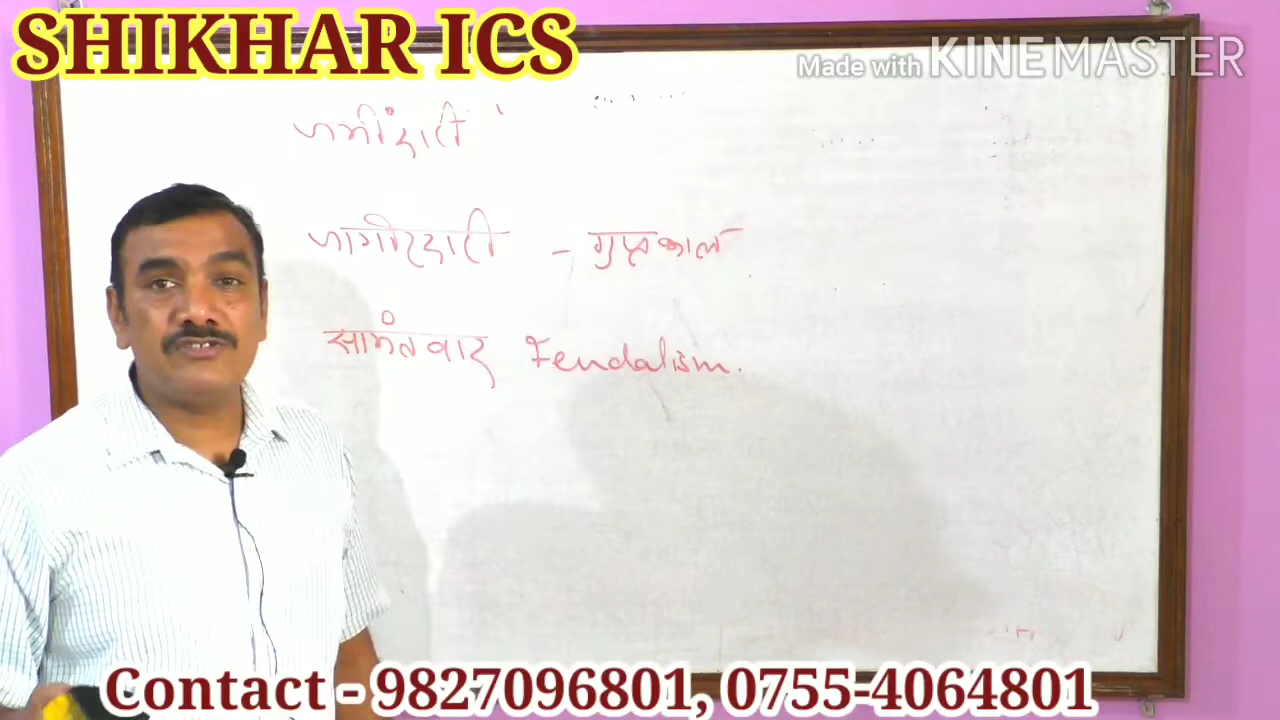 SHIKHAR ICS
Made with KINEMASTER
जमींदारी
जागीरदारी - गुप्तकाल
सामंतवाद Feudalism.
Contact - 9827096801, 0755-4064801